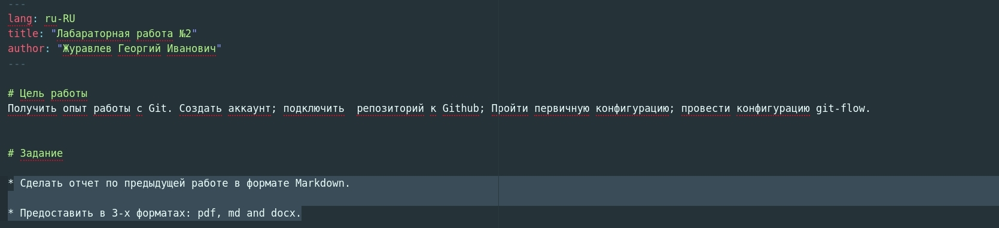 ---
lang: ru-RU
title: "Лабараторная работа №2"
author: "Журавлев Георгий Иванович"
---
# Цель работы
Получить опыт работы с Git. Создать аккаунт; подключить  репозиторий к Github; Пройти первичную конфигурацию; провести конфигурацию git-flow.
# Задание
* Сделать отчет по предыдущей работе в формате Markdown.
* Предоставить в 3-х форматах: pdf, md and docx.